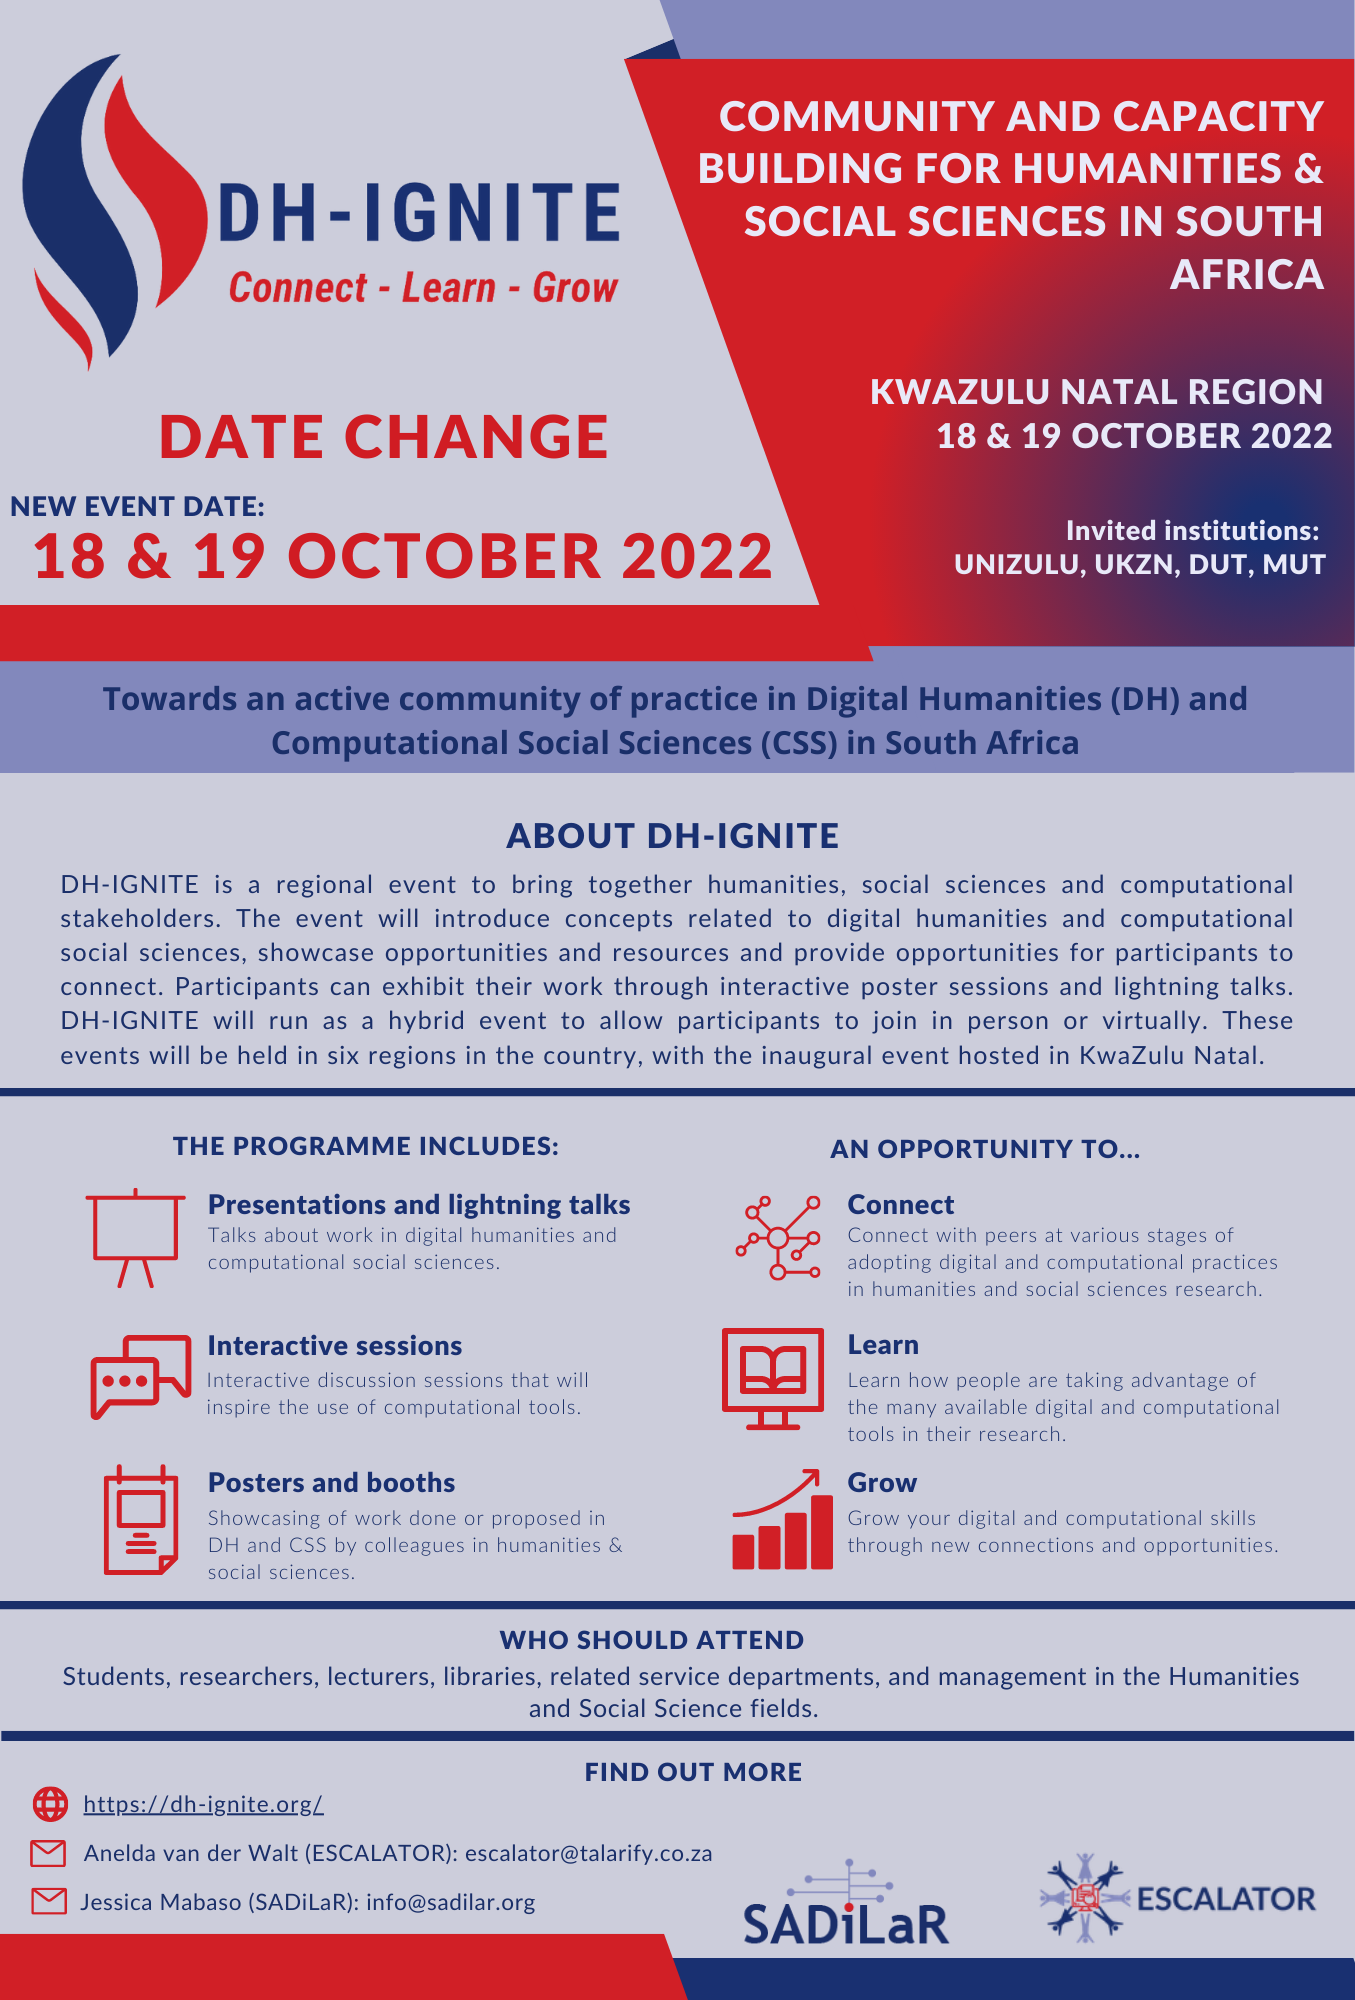 DH-IGNITE
Connect - Learn - Grow
COMMUNITY AND CAPACITY
BUILDING FOR HUMANITIES &
SOCIAL SCIENCES IN SOUTH
AFRICA
KWAZULU NATAL REGION
18 & 19 OCTOBER 2022
Invited institutions:
UNIZULU, UKZN, DUT, MUT
DATE CHANGE
NEW EVENT DATE:
18 & 19 OCTOBER 2022
Towards an active community of practice in Digital Humanities (DH) and
Computational Social Sciences (CSS) in South Africa
ABOUT DH-IGNITE
DH-IGNITE is a regional event to bring together humanities, social sciences and computational
stakeholders. The event will introduce concepts related to digital humanities and computational
social sciences, showcase opportunities and resources and provide opportunities for participants to
connect. Participants can exhibit their work through interactive poster sessions and lightning talks.
DH-IGNITE will run as a hybrid event to allow participants to join in person or virtually. These
events will be held in six regions in the country, with the inaugural event hosted in KwaZulu Natal.
THE PROGRAMME INCLUDES:
Presentations and lightning talks
Talks about work in digital humanities and
computational social sciences.
Interactive sessions
Interactive discussion sessions that will
inspire the use of computational tools.
Posters and booths
Showcasing of work done or proposed in
DH and CSS by colleagues in humanities &
social sciences.
AN OPPORTUNITY TO...
Connect
Connect with peers at various stages of
adopting digital and computational practices
in humanities and social sciences research.
Learn
Learn how people are taking advantage of
the many available digital and computational
tools in their research.
Grow
Grow your digital and computational skills
through new connections and opportunities.
WHO SHOULD ATTEND
Students, researchers, lecturers, libraries, related service departments, and management in the Humanities
and Social Science fields.
FIND OUT MORE
https://dh-ignite.org/
Anelda van der Walt (ESCALATOR): escalator@talarify.co.za
Jessica Mabaso (SADiLaR): info@sadilar.org
SADiLaR
ESCALATOR